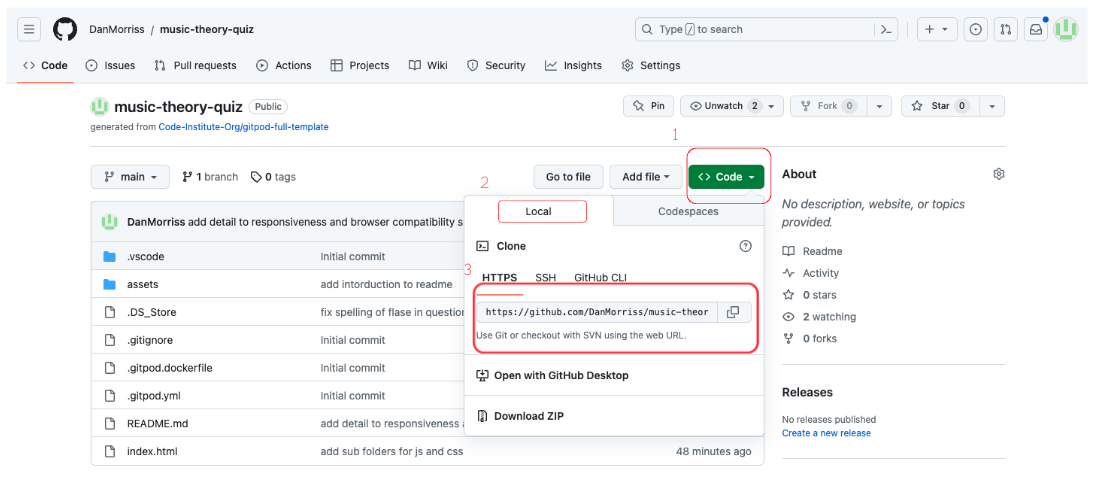 DanMorriss / music-theory-quiz
Type / to search
Code Issues Pull requests Actions Projects Wiki Security Insights Settings
music-theory-quiz Public
Pin Unwatch 2 Fork 0 Star 0
generated from Code-Institute-Org/gitpod-full-template
1
main 1 branch 0 tags
Go to file Add file Code
About
2
Local Codespaces
No description, website, or topics
provided.
DanMorriss add detail to responsiveness and browser compatibility s
Clone
Readme
.vscode Initial commit
3
HTTPS SSH GitHub CLI
Activity
assets add intorduction to readme
0 stars
.DS_Store fix spelling of flase in question
https://github.com/DanMorriss/music-theor
2 watching
Use Git or checkout with SVN using the web URL.
0 forks
.gitignore Initial commit
.gitpod.dockerfile Initial commit
Open with GitHub Desktop
.gitpod.yml Initial commit
Releases
Download ZIP
No releases published
README.md add detail to responsiveness a
Create a new release
index.html add sub folders for js and css 48 minutes ago